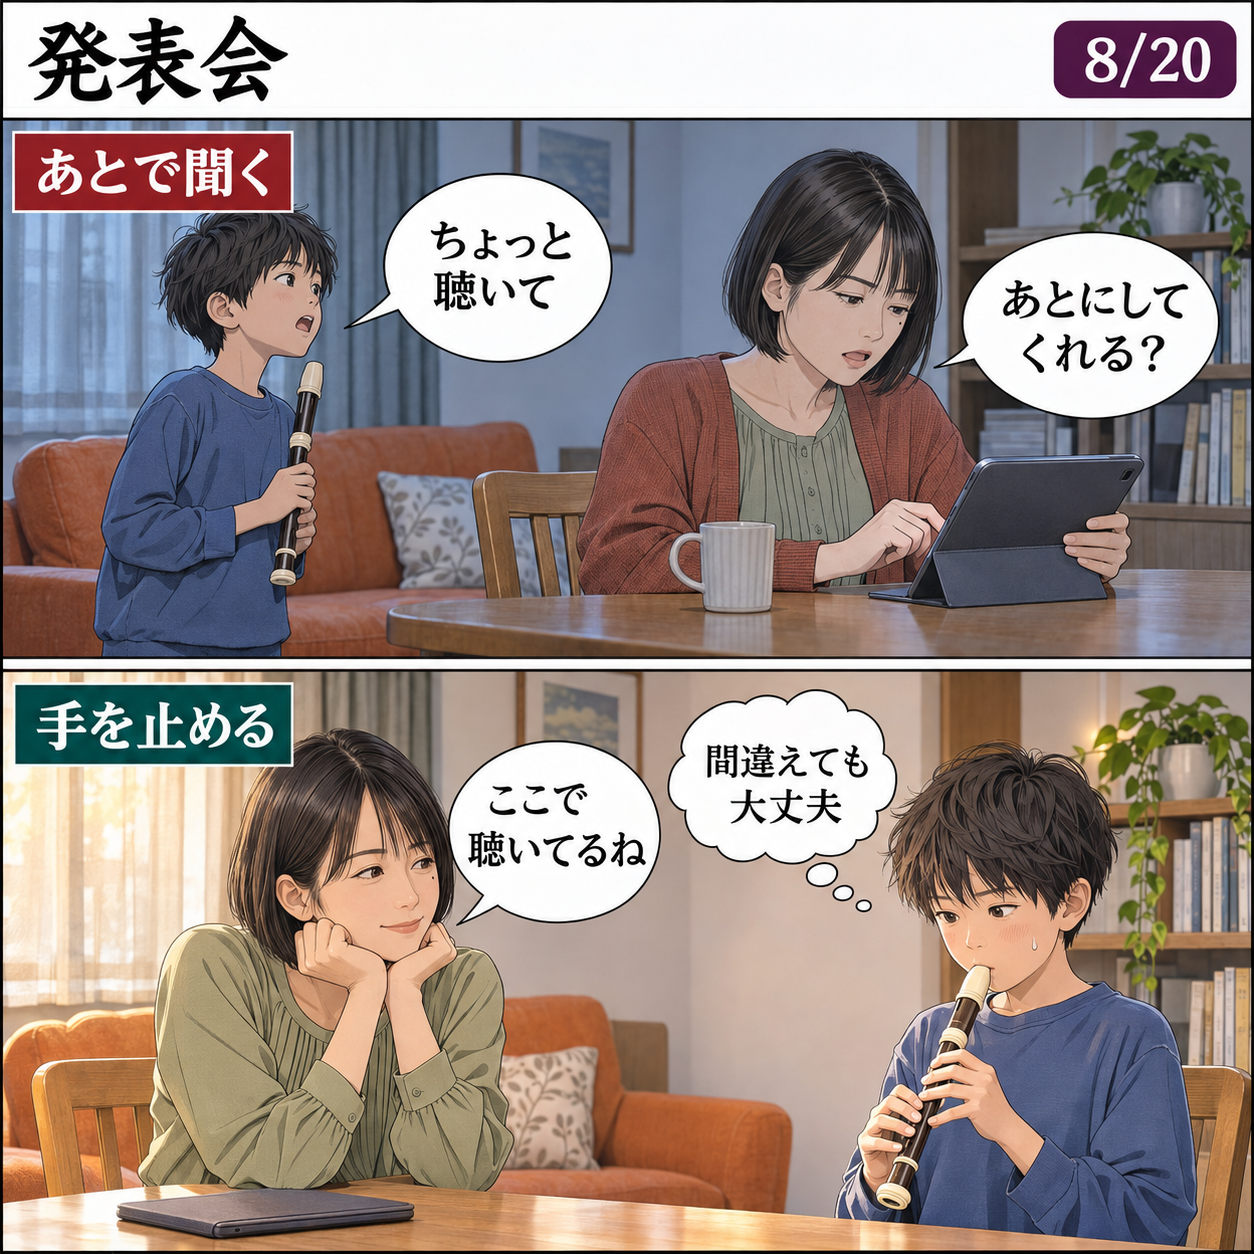 発表会
8/20
あとで聞く
ちょっと
聴いて
あとにして
くれる?
手を止める
ここで
聴いてるね
間違えても
大丈夫